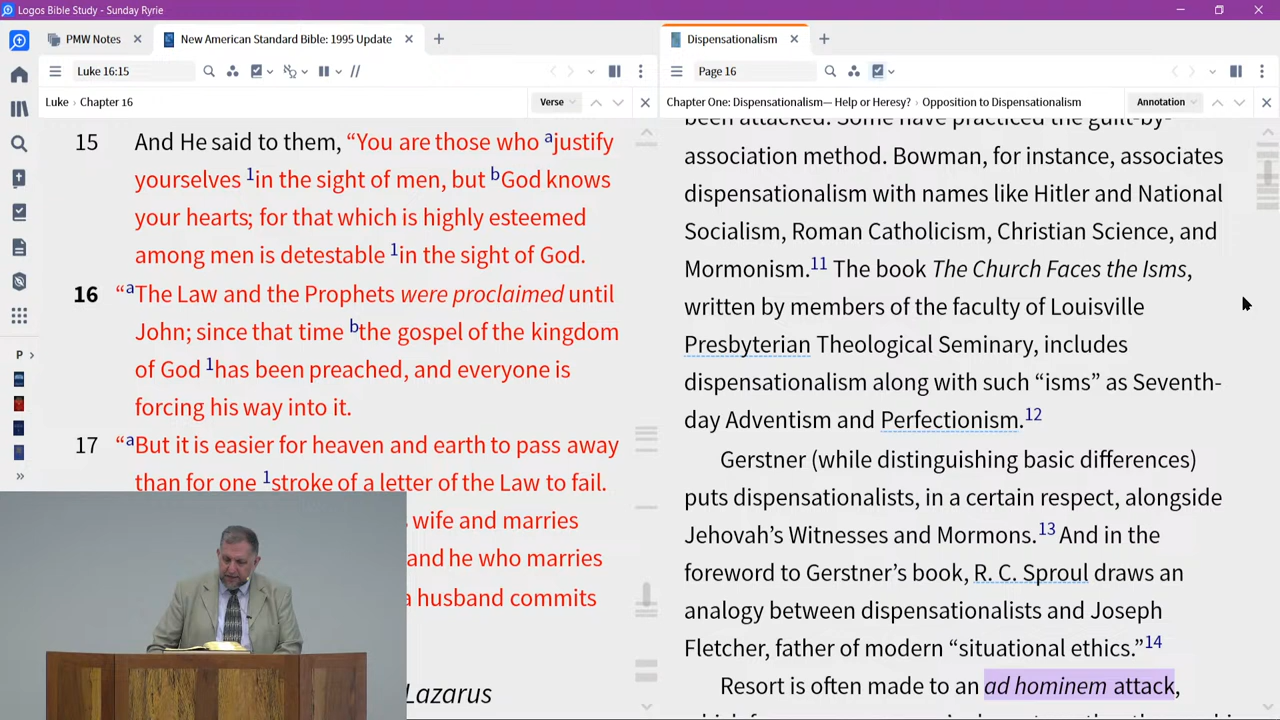 Logos Bible Study - Sunday Ryrie
PMW Notes
New American Standard Bible: 1995 Update
Luke 16:15
Luke › Chapter 16
Verse
15 And He said to them, “You are those who ajustify
yourselves 1in the sight of men, but bGod knows
your hearts; for that which is highly esteemed
among men is detestable 1in the sight of God.
16 “aThe Law and the Prophets were proclaimed until
John; since that time bthe gospel of the kingdom
of God 1has been preached, and everyone is
forcing his way into it.
17 “aBut it is easier for heaven and earth to pass away
than for one 1stroke of a letter of the Law to fail.
wife and marries
and he who marries
a husband commits
Lazarus
P
Dispensationalism
Page 16
Chapter One: Dispensationalism— Help or Heresy? › Opposition to Dispensationalism
Annotation
been attacked. Some have practiced the guilt-by-
association method. Bowman, for instance, associates
dispensationalism with names like Hitler and National
Socialism, Roman Catholicism, Christian Science, and
Mormonism.11 The book The Church Faces the Isms,
written by members of the faculty of Louisville
Presbyterian Theological Seminary, includes
dispensationalism along with such “isms” as Seventh-
day Adventism and Perfectionism.12
Gerstner (while distinguishing basic differences)
puts dispensationalists, in a certain respect, alongside
Jehovah’s Witnesses and Mormons.13 And in the
foreword to Gerstner’s book, R. C. Sproul draws an
analogy between dispensationalists and Joseph
Fletcher, father of modern “situational ethics.”14
Resort is often made to an ad hominem attack,